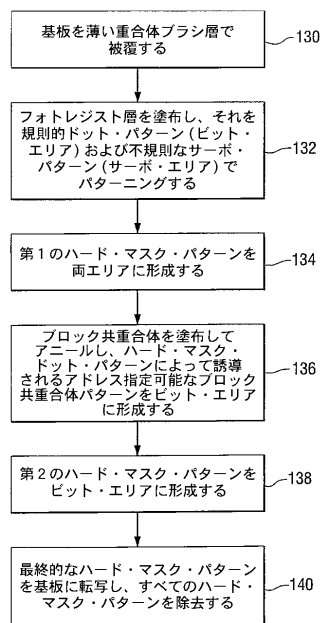 基板を薄い重合体ブラシ層で
被覆する
130
フォトレジスト層を塗布し、それを
規則的ドット・パターン(ビット・
エリア)および不規則なサーボ・
パターン(サーボ・エリア)で
パターニングする
132
第1のハード・マスク・パターンを
両エリアに形成する
134
ブロック共重合体を塗布して
アニールし、ハード・マスク・
ドット・パターンによって誘導
されるアドレス指定可能なブロック
共重合体パターンをビット・エリア
に形成する
136
第2のハード・マスク・パターンを
ビット・エリアに形成する
138
最終的なハード・マスク・パターン
を基板に転写し、すべてのハード・
マスク・パターンを除去する
140